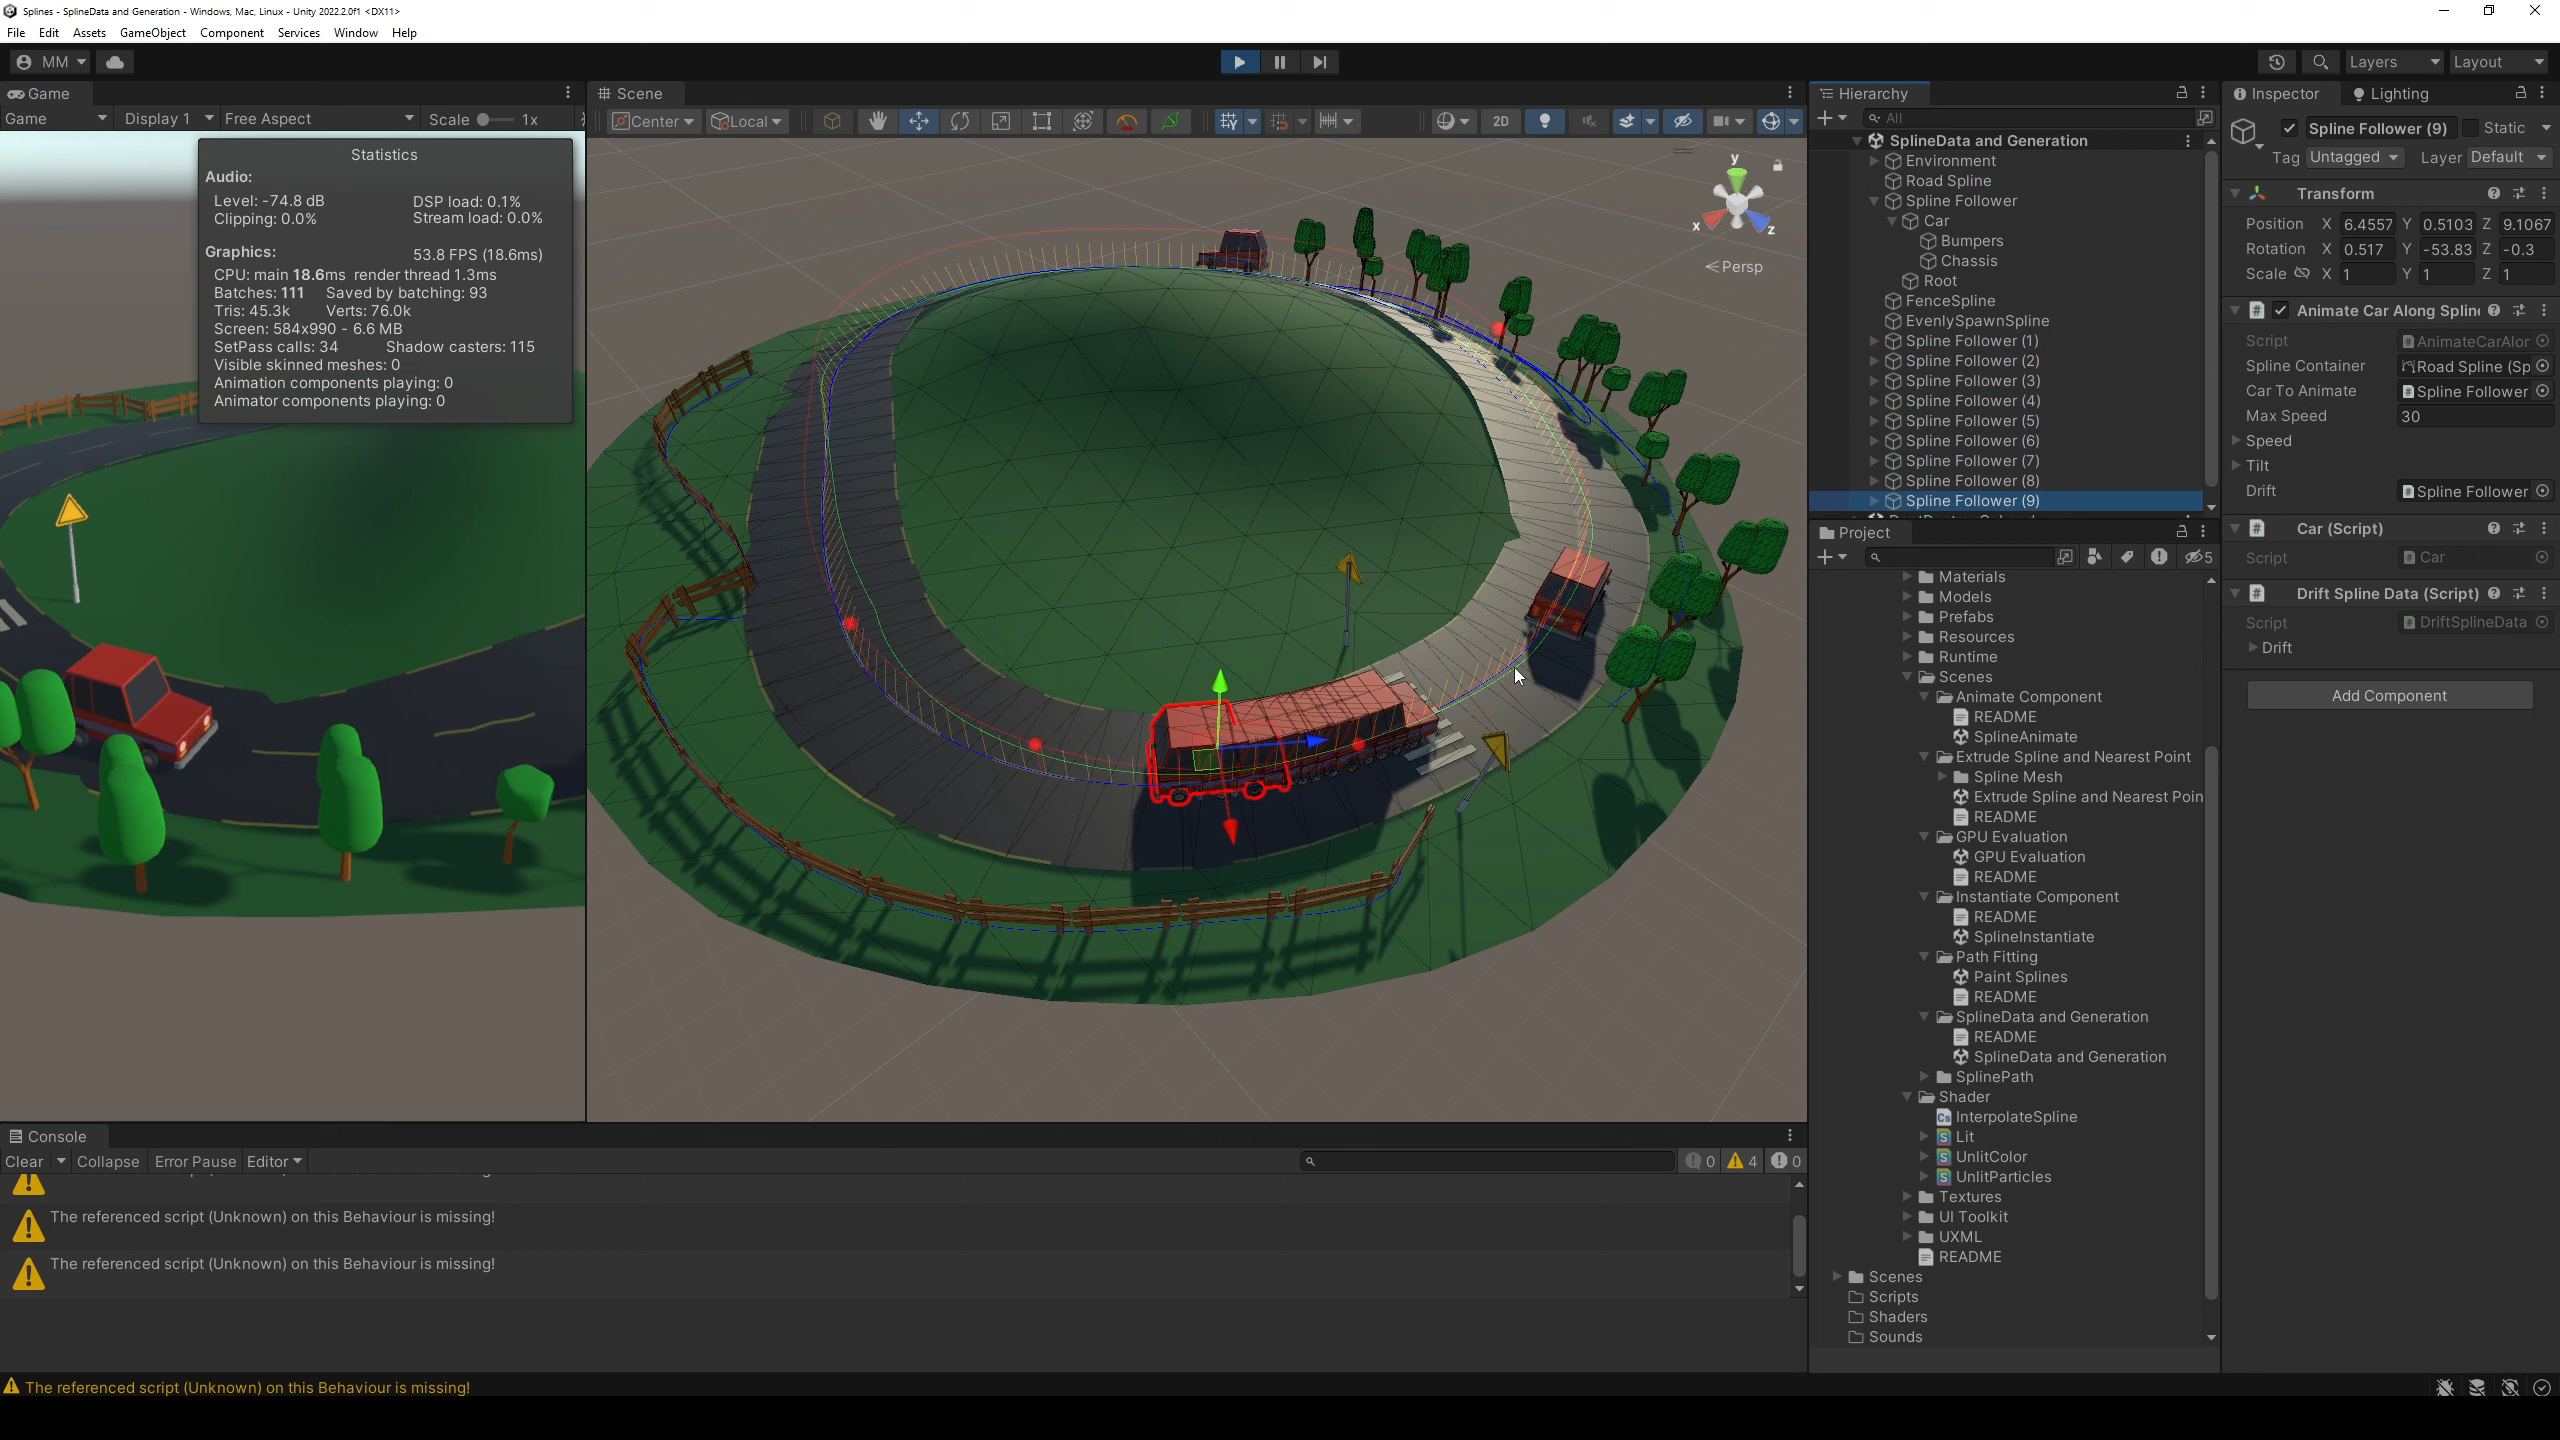 Splines - SplineData and Generation - Windows, Mac, Linux - Unity 2022.2.0f1 <DX11>
File Edit Assets GameObject Component Services Window Help
MM
Layers
Layout
Game
Game Display 1 Free Aspect Scale 1x
Statistics
Audio:
Level: -74.8 dB DSP load: 0.1%
Clipping: 0.0% Stream load: 0.0%
Graphics: 53.8 FPS (18.6ms)
CPU: main 18.6ms render thread 1.3ms
Batches: 111 Saved by batching: 93
Tris: 45.3k Verts: 76.0k
Screen: 584x990 - 6.6 MB
SetPass calls: 34 Shadow casters: 115
Visible skinned meshes: 0
Animation components playing: 0
Animator components playing: 0
Scene
Center Local 2D
y
x
z
Persp
Console
Clear Collapse Error Pause Editor 0 4 0
The referenced script (Unknown) on this Behaviour is missing!
The referenced script (Unknown) on this Behaviour is missing!
The referenced script (Unknown) on this Behaviour is missing!
Hierarchy
All
SplineData and Generation
Environment
Road Spline
Spline Follower
Car
Bumpers
Chassis
Root
FenceSpline
EvenlySpawnSpline
Spline Follower (1)
Spline Follower (2)
Spline Follower (3)
Spline Follower (4)
Spline Follower (5)
Spline Follower (6)
Spline Follower (7)
Spline Follower (8)
Spline Follower (9)
Project
5
Materials
Models
Prefabs
Resources
Runtime
Scenes
Animate Component
README
SplineAnimate
Extrude Spline and Nearest Point
Spline Mesh
Extrude Spline and Nearest Poin
README
GPU Evaluation
GPU Evaluation
README
Instantiate Component
README
SplineInstantiate
Path Fitting
Paint Splines
README
SplineData and Generation
README
SplineData and Generation
SplinePath
Shader
InterpolateSpline
Lit
UnlitColor
UnlitParticles
Textures
UI Toolkit
UXML
README
Scenes
Scripts
Shaders
Sounds
Inspector Lighting
Spline Follower (9) Static
Tag Untagged Layer Default
Transform
Position X 6.4557 Y 0.5103 Z 9.1067
Rotation X 0.517 Y -53.83 Z -0.3
Scale X 1 Y 1 Z 1
Animate Car Along Spline
Script AnimateCarAlor
Spline Container Road Spline (Sp
Car To Animate Spline Follower
Max Speed 30
Speed
Tilt
Drift Spline Follower
Car (Script)
Script Car
Drift Spline Data (Script)
Script DriftSplineData
Drift
Add Component